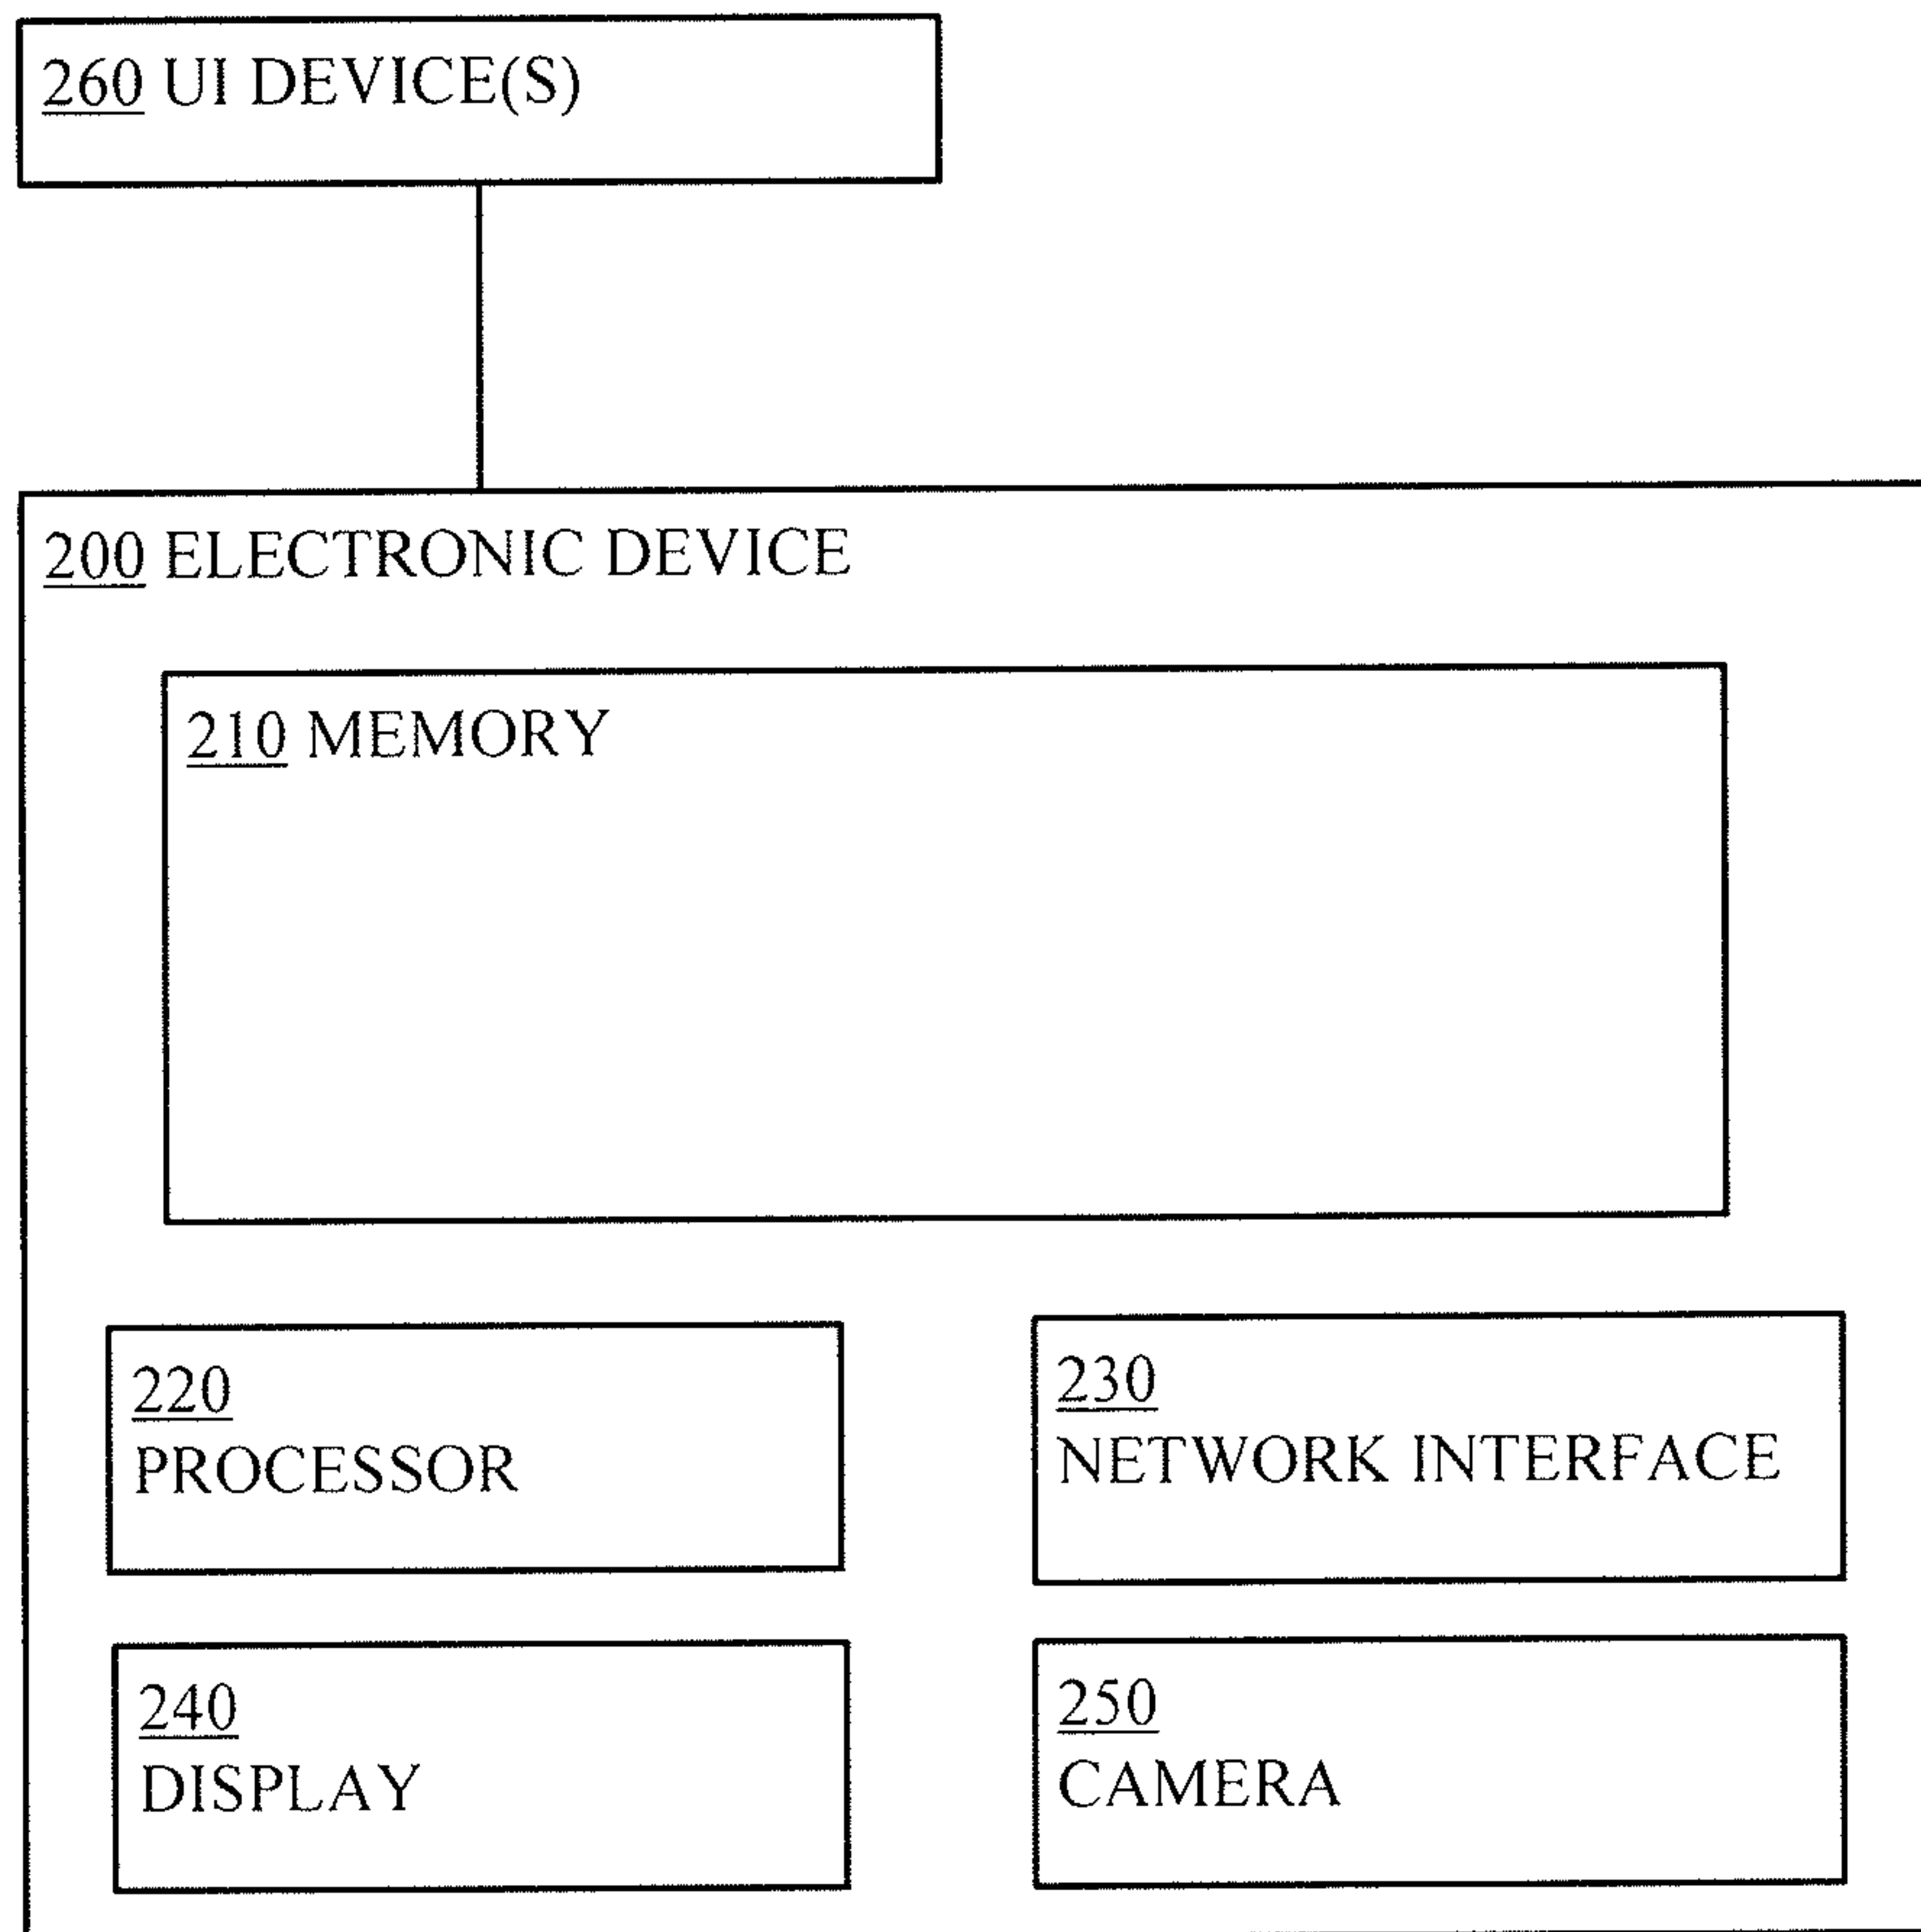 260 UI DEVICE(S)
200 ELECTRONIC DEVICE
210 MEMORY
220
PROCESSOR
230
NETWORK INTERFACE
240
DISPLAY
250
CAMERA